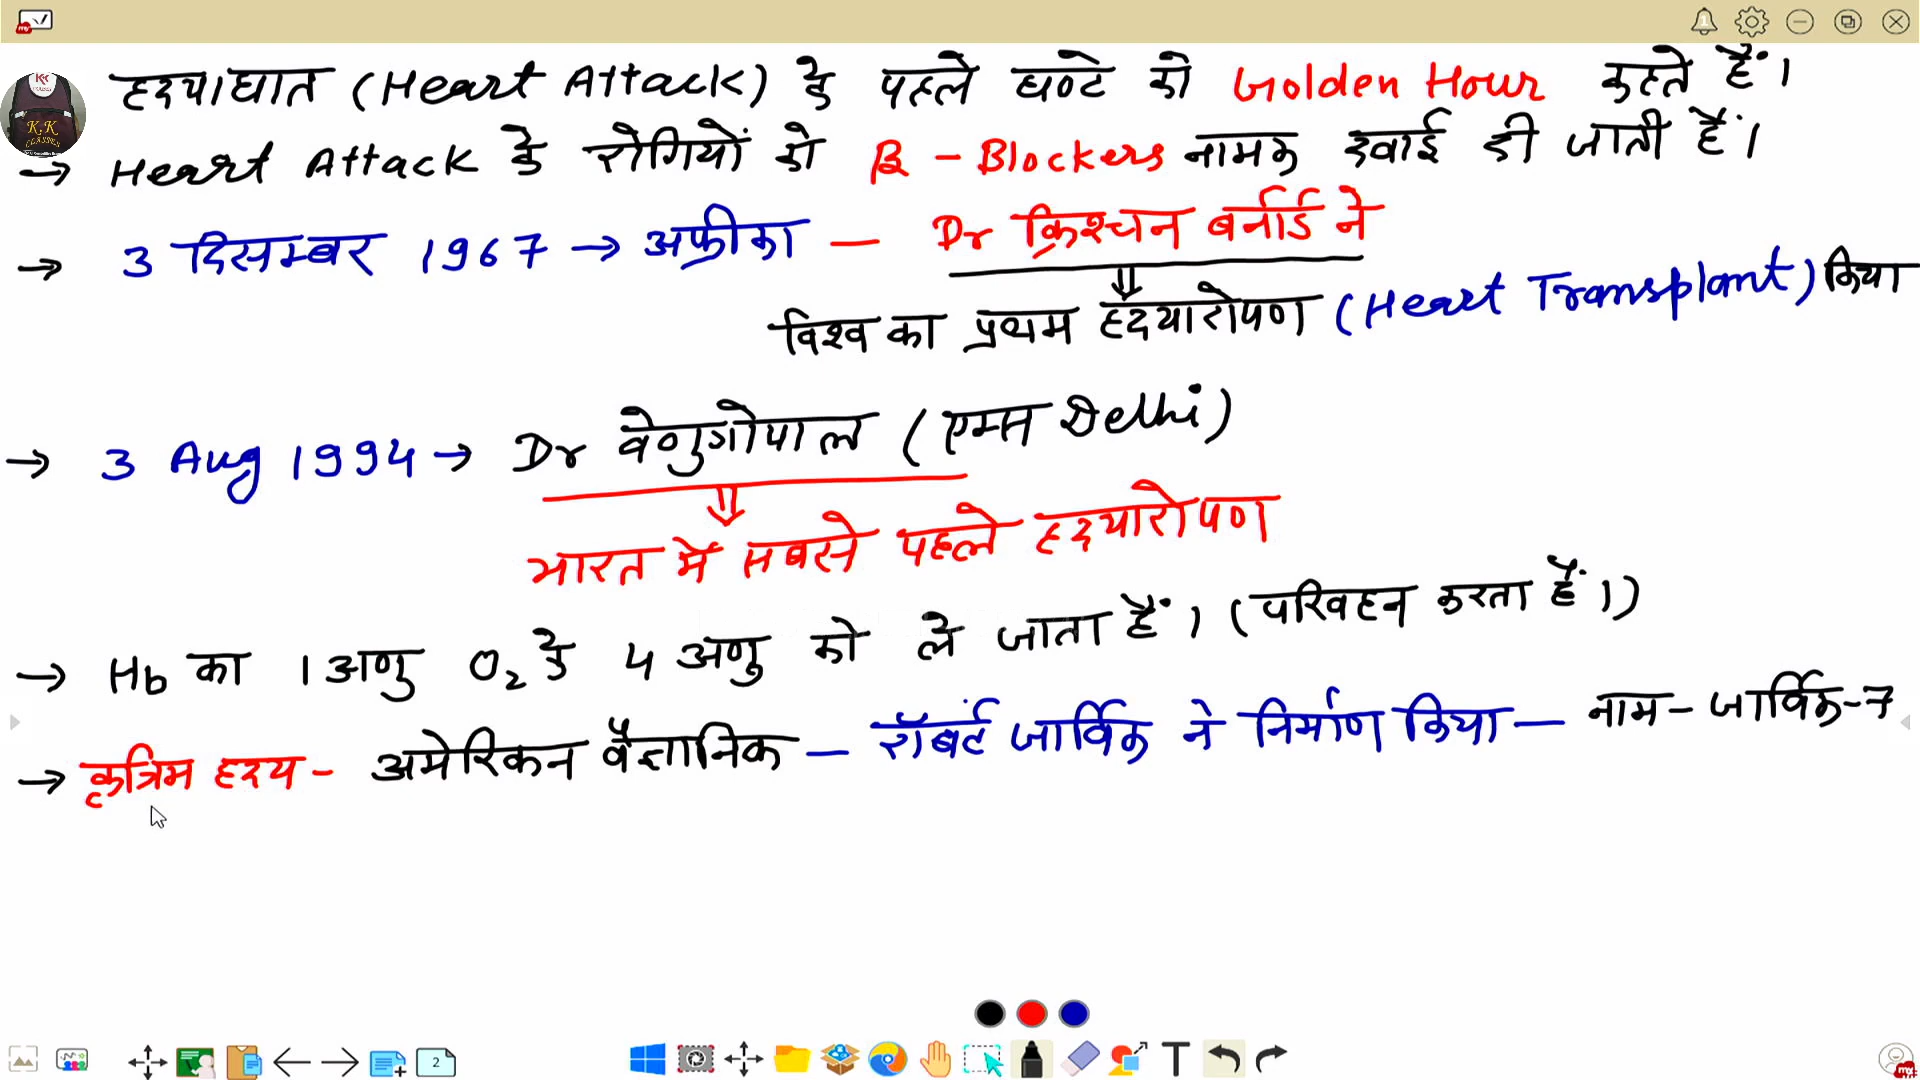 हृदयाघात (Heart Attack) के पहले घण्टे को Golden Hour कहते हैं।
→ Heart Attack के रोगियों को β - Blockers नामक दवाई दी जाती हैं।
→ 3 दिसम्बर 1967 → अफ्रीका — Dr क्रिश्चन बर्नार्ड ने
⇓
विश्व का प्रथम हृदयारोपण (Heart Transplant) किया
→ 3 Aug 1994 → Dr वेणुगोपाल (एम्स Delhi)
⇓
भारत में सबसे पहले हृदयारोपण
→ Hb का 1 अणु O₂ के 4 अणु को ले जाता हैं। (परिवहन करता हैं।)
→ कृत्रिम हृदय - अमेरिकन वैज्ञानिक — रॉबर्ट जार्विक ने निर्माण किया — नाम - जार्विक-7
K.K
CLASSES
2